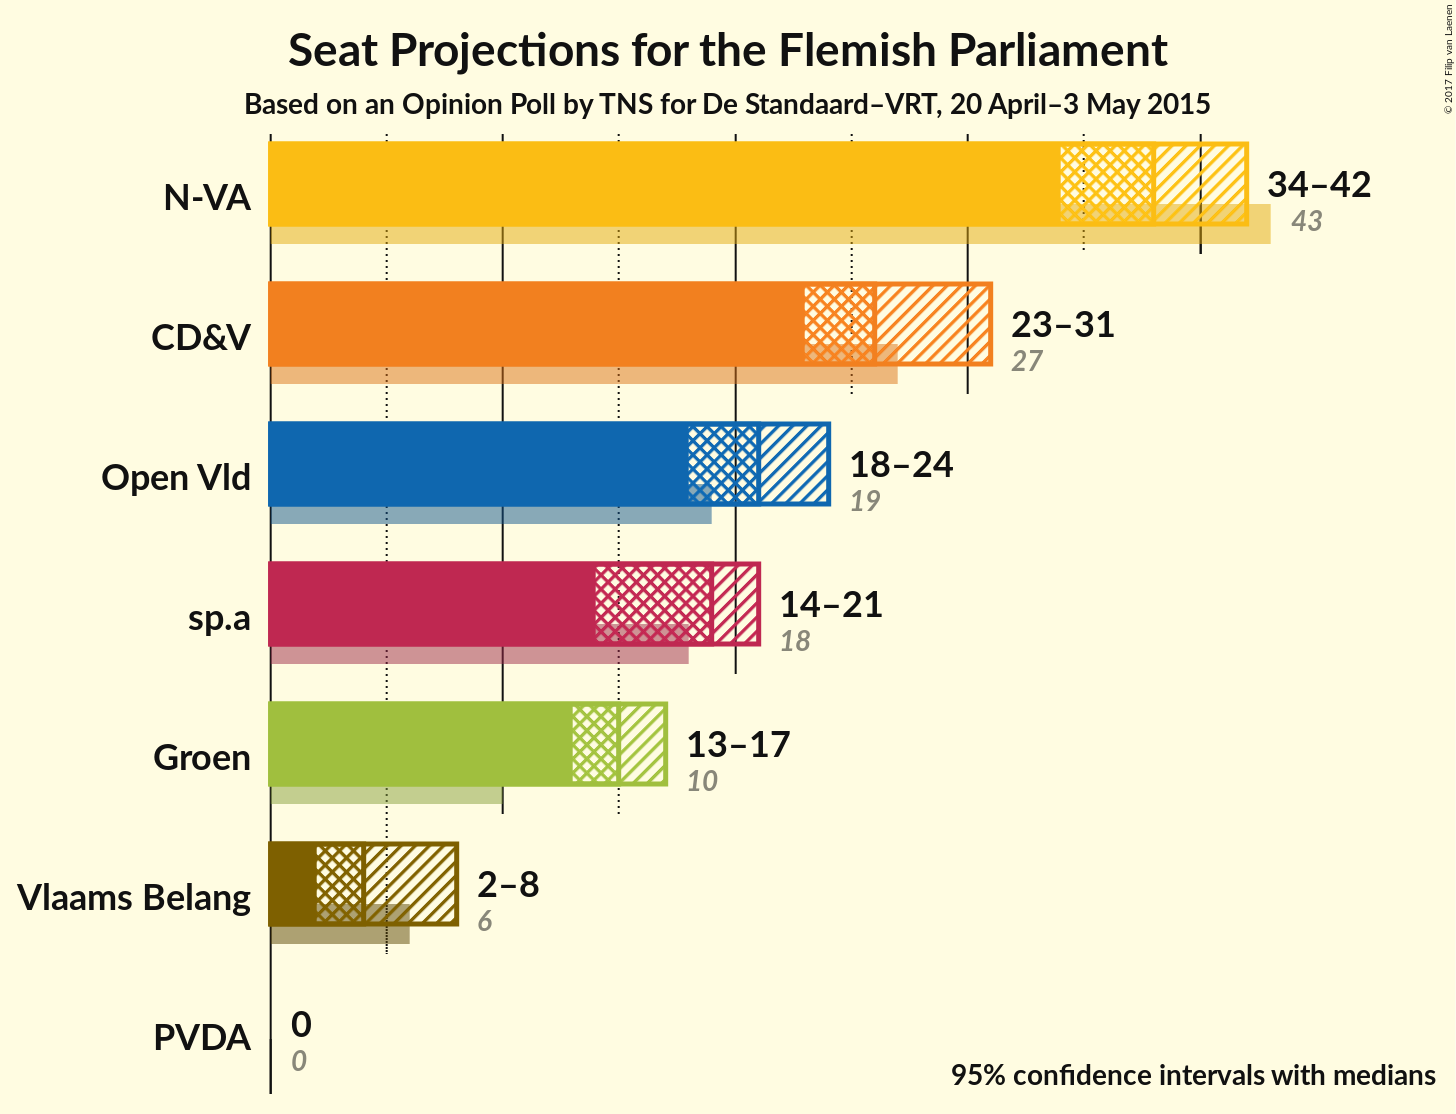 Seat Projections for the Flemish Parliament
Based on an Opinion Poll by TNS for De Standaard–VRT, 20 April–3 May 2015
© 2017 Filip van Laenen
N-VA
34–42
43
CD&V
23–31
27
Open Vld
18–24
19
sp.a
14–21
18
Groen
13–17
10
Vlaams Belang
2–8
6
PVDA
0
0
95% confidence intervals with medians